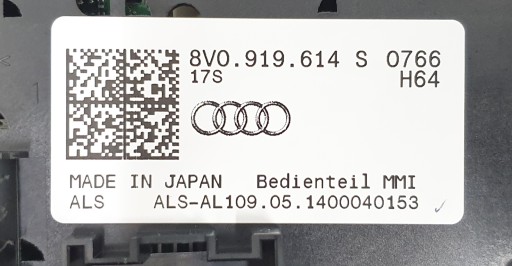 8V0.919.614 S 0766
17S H64
MADE IN JAPAN Bedienteil MMI
ALS ALS-AL109.05.1400040153